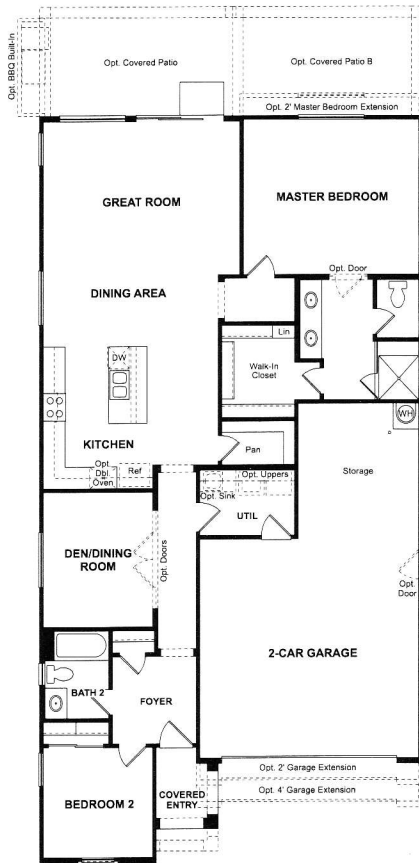 Opt. BBQ Built-In
Opt. Covered Patio
Opt. Covered Patio B
Opt. 2' Master Bedroom Extension
GREAT ROOM
MASTER BEDROOM
Opt. Door
DINING AREA
Lin
DW
Walk-In
Closet
WH
KITCHEN
Pan
Storage
Opt
Dbl.
Oven
Ref
Opt. Uppers
Opt. Sink
UTIL
DEN/DINING
ROOM
Opt. Doors
Opt.
Door
2-CAR GARAGE
BATH 2
FOYER
Opt. 2' Garage Extension
Opt. 4' Garage Extension
BEDROOM 2
COVERED
ENTRY